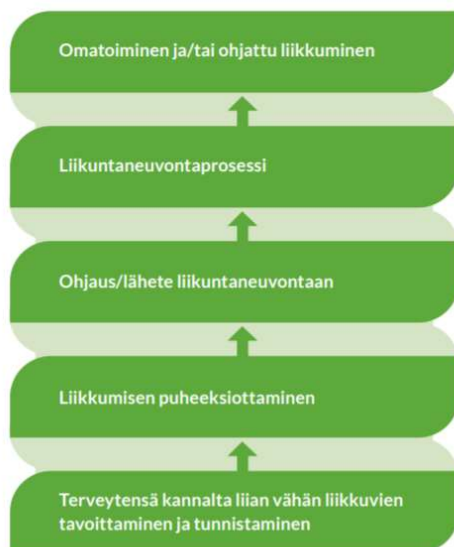 Omatoiminen ja/tai ohjattu liikkuminen
Liikuntaneuvontaprosessi
Ohjaus/lähete liikuntaneuvontaan
Liikkumisen puheeksiottaminen
Terveytensä kannalta liian vähän liikkuvien
tavoittaminen ja tunnistaminen